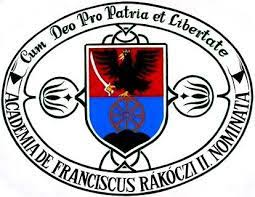 Cum Deo Pro Patria et Libertate
ACADEMIA DE FRANCISCUS RÁKÓCZI II. NOMINATA